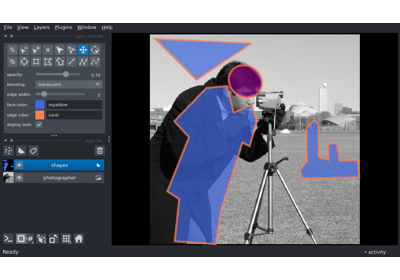 File View Layers Plugins Window Help
opacity: 0.70
blending: translucent
edge width: 5
face color: royalblue
edge color: coral
display text: ✓
shapes
photographer
Ready
activity